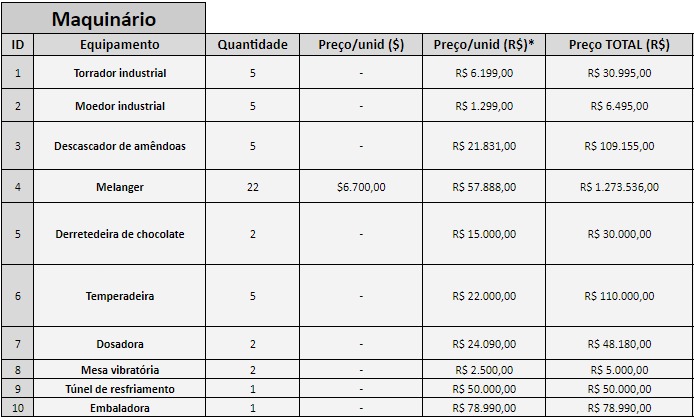 Maquinário
ID Equipamento Quantidade Preço/unid ($) Preço/unid (R$)* Preço TOTAL (R$)
1 Torrador industrial 5 - R$ 6.199,00 R$ 30.995,00
2 Moedor industrial 5 - R$ 1.299,00 R$ 6.495,00
3 Descascador de amêndoas 5 - R$ 21.831,00 R$ 109.155,00
4 Melanger 22 $6.700,00 R$ 57.888,00 R$ 1.273.536,00
5 Derretedeira de chocolate 2 - R$ 15.000,00 R$ 30.000,00
6 Temperadeira 5 - R$ 22.000,00 R$ 110.000,00
7 Dosadora 2 - R$ 24.090,00 R$ 48.180,00
8 Mesa vibratória 2 - R$ 2.500,00 R$ 5.000,00
9 Túnel de resfriamento 1 - R$ 50.000,00 R$ 50.000,00
10 Embaladora 1 - R$ 78.990,00 R$ 78.990,00